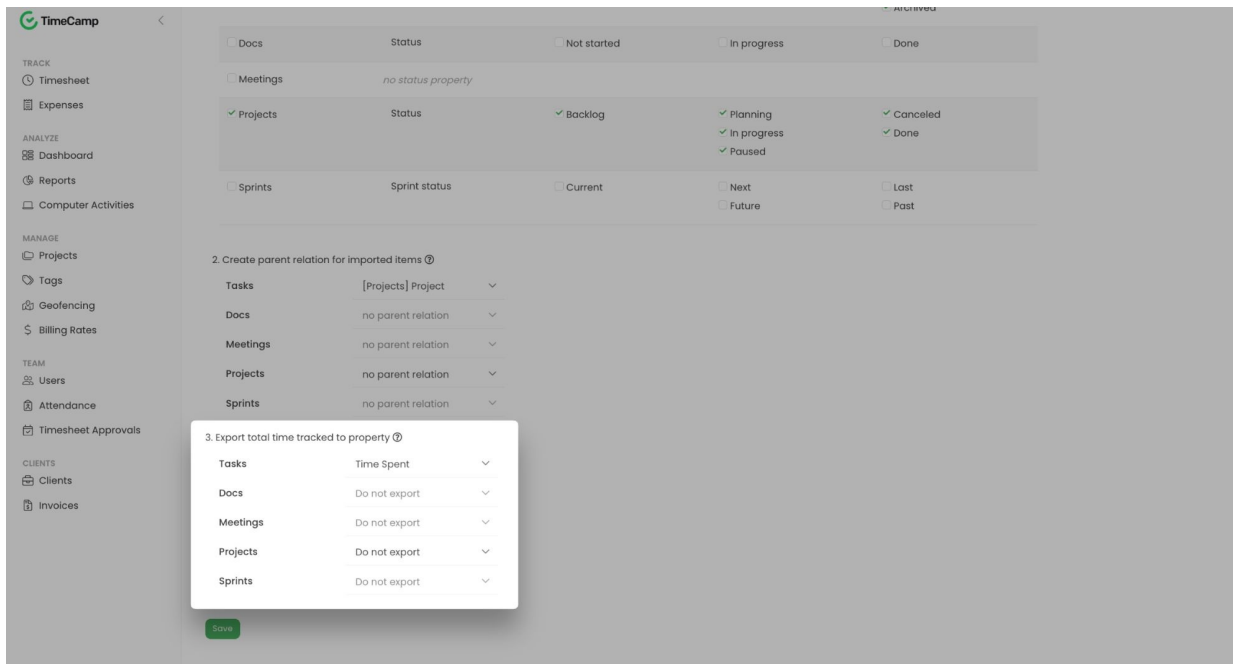 TimeCamp
Archived
Docs Status Not started In progress Done
Meetings no status property
Projects Status Backlog Planning Canceled
In progress Done
Paused
Sprints Sprint status Current Next Last
Future Past
TRACK
Timesheet
Expenses
ANALYZE
Dashboard
Reports
Computer Activities
MANAGE
Projects
Tags
Geofencing
Billing Rates
TEAM
Users
Attendance
Timesheet Approvals
CLIENTS
Clients
Invoices
2. Create parent relation for imported items
Tasks [Projects] Project
Docs no parent relation
Meetings no parent relation
Projects no parent relation
Sprints no parent relation
3. Export total time tracked to property
Tasks Time Spent
Docs Do not export
Meetings Do not export
Projects Do not export
Sprints Do not export
Save